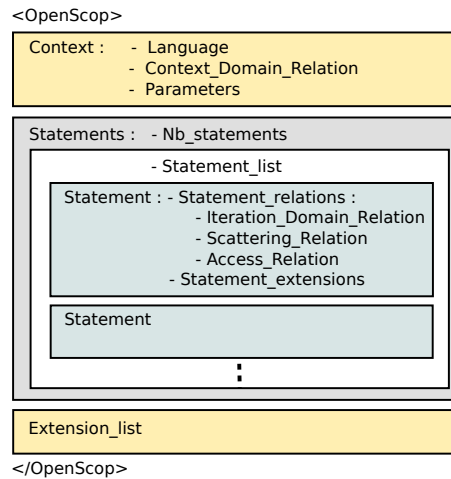 <OpenScop>
Context :   - Language
- Context_Domain_Relation
- Parameters
Statements :  - Nb_statements
- Statement_list
Statement : - Statement_relations :
- Iteration_Domain_Relation
- Scattering_Relation
- Access_Relation
- Statement_extensions
Statement
Extension_list
</OpenScop>